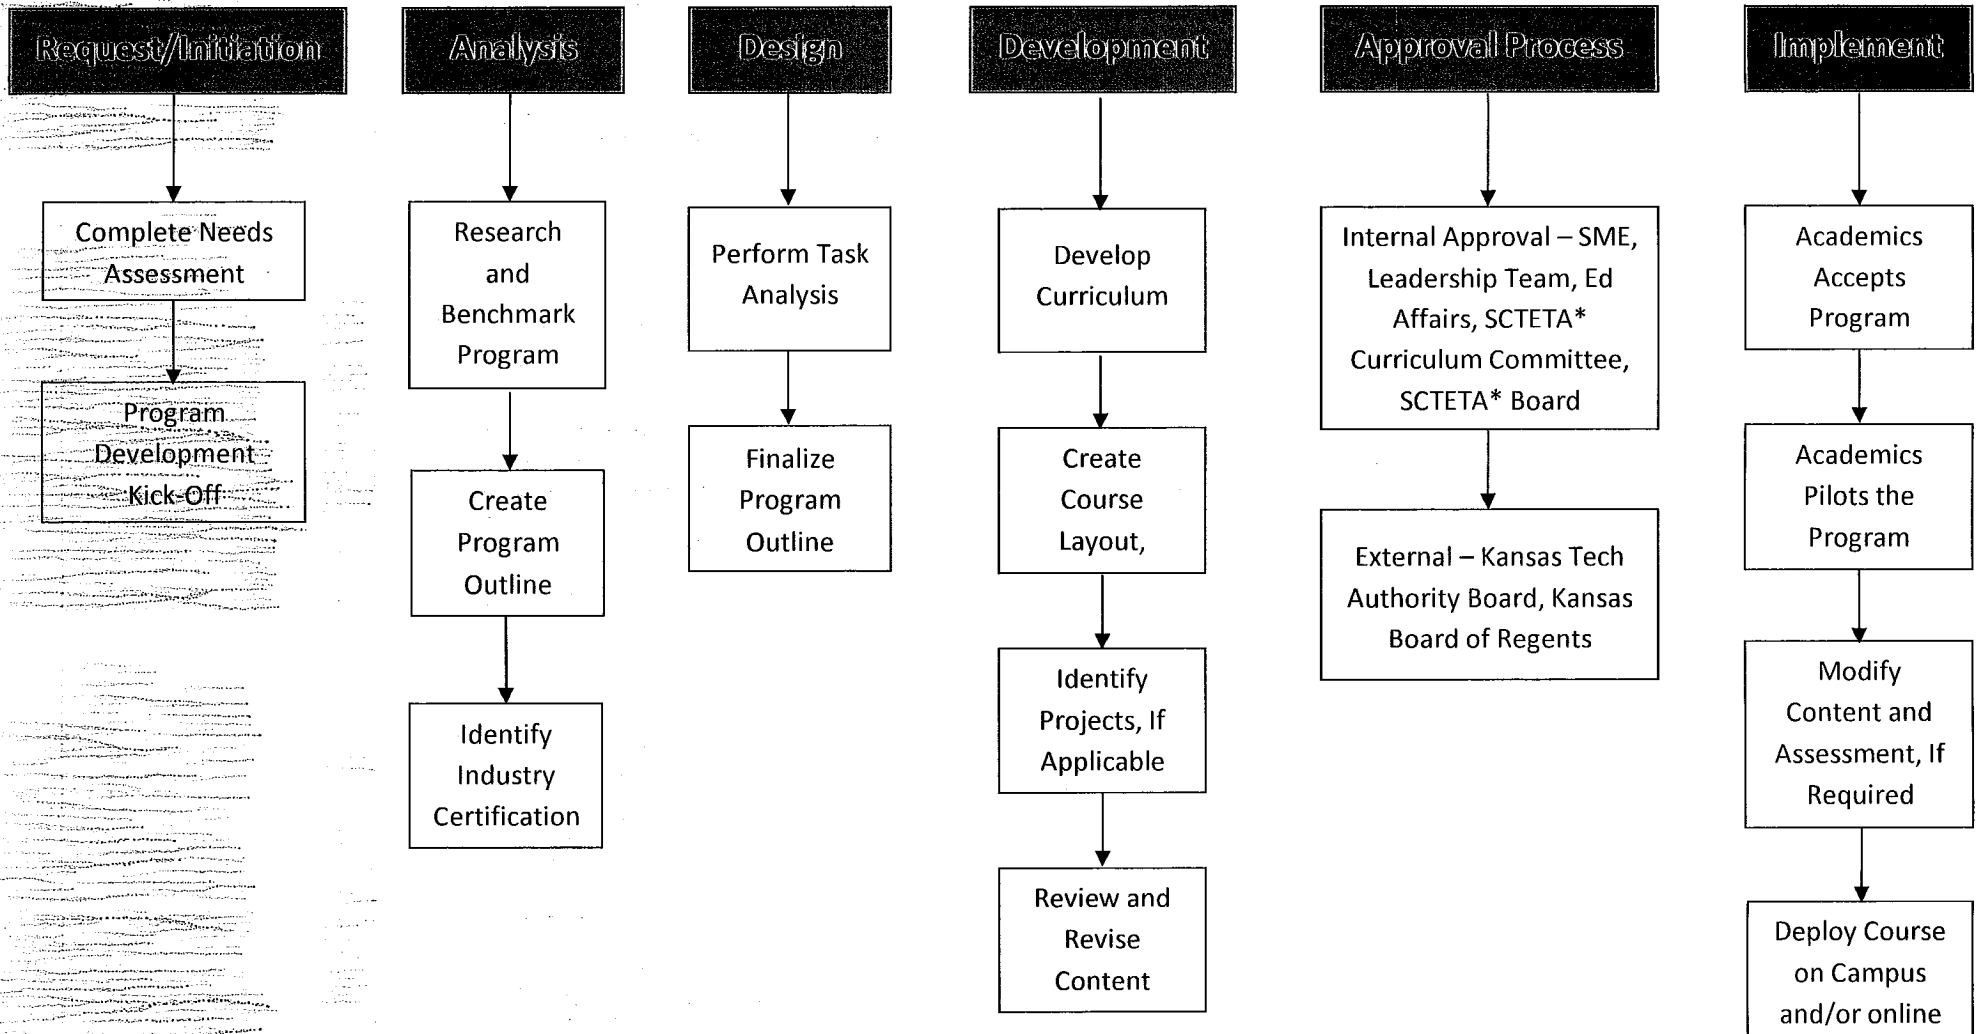 Request/Initiation
Complete Needs
Assessment
Program
Development
Kick-Off
Analysis
Research
and
Benchmark
Program
Create
Program
Outline
Identify
Industry
Certification
Design
Perform Task
Analysis
Finalize
Program
Outline
Development
Develop
Curriculum
Create
Course
Layout,
Identify
Projects, If
Applicable
Review and
Revise
Content
Approval Process
Internal Approval – SME,
Leadership Team, Ed
Affairs, SCTETA*
Curriculum Committee,
SCTETA* Board
External – Kansas Tech
Authority Board, Kansas
Board of Regents
Implement
Academics
Accepts
Program
Academics
Pilots the
Program
Modify
Content and
Assessment, If
Required
Deploy Course
on Campus
and/or online